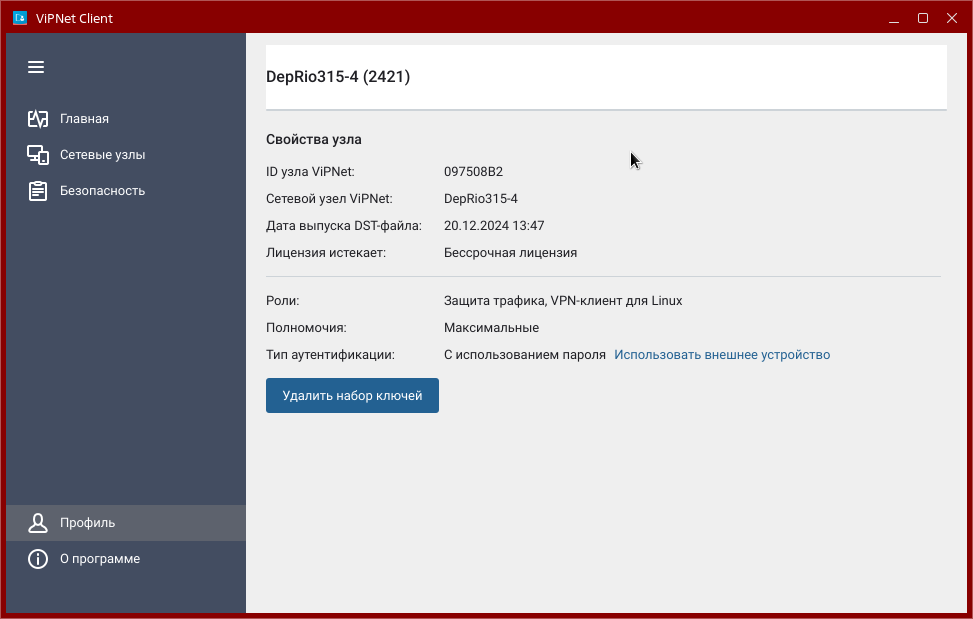 ViPNet Client
Главная
Сетевые узлы
Безопасность
Профиль
О программе
DepRio315-4 (2421)
Свойства узла
ID узла ViPNet: 097508B2
Сетевой узел ViPNet: DepRio315-4
Дата выпуска DST-файла: 20.12.2024 13:47
Лицензия истекает: Бессрочная лицензия
Роли: Защита трафика, VPN-клиент для Linux
Полномочия: Максимальные
Тип аутентификации: С использованием пароля Использовать внешнее устройство
Удалить набор ключей